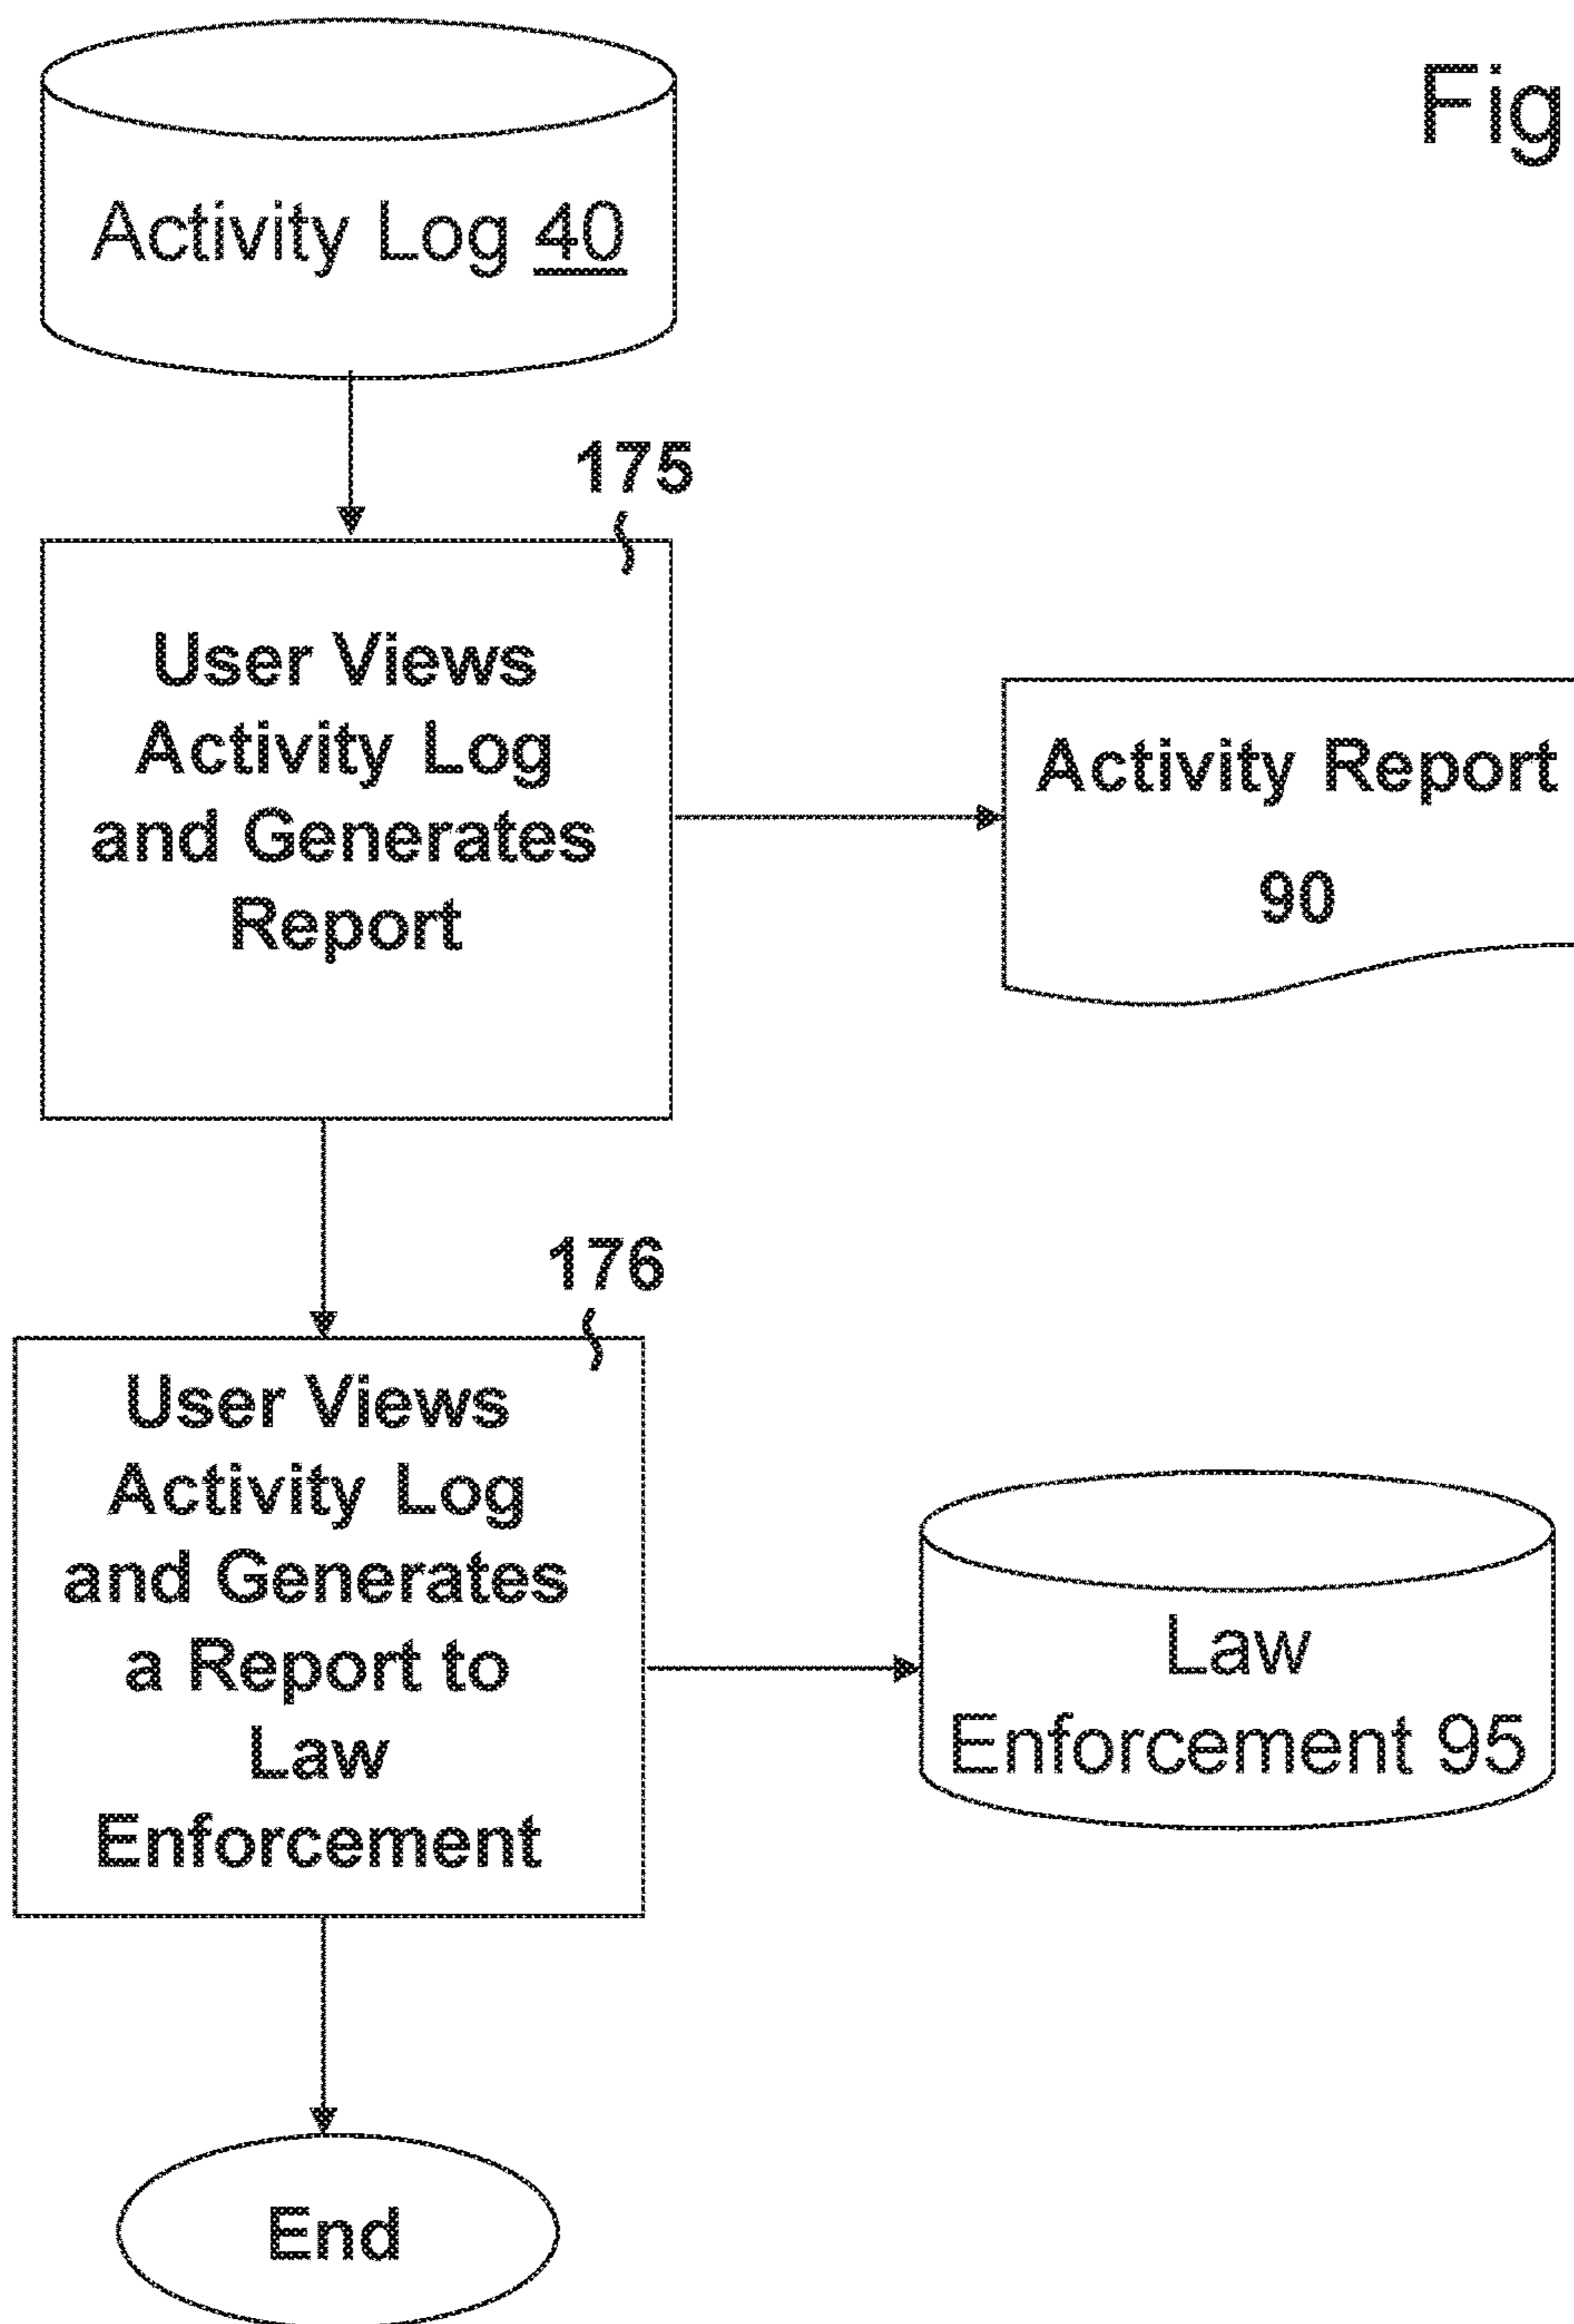 Fig
Activity Log 40
175
User Views
Activity Log
and Generates
Report
Activity Report
90
176
User Views
Activity Log
and Generates
a Report to
Law
Enforcement
Law
Enforcement 95
End